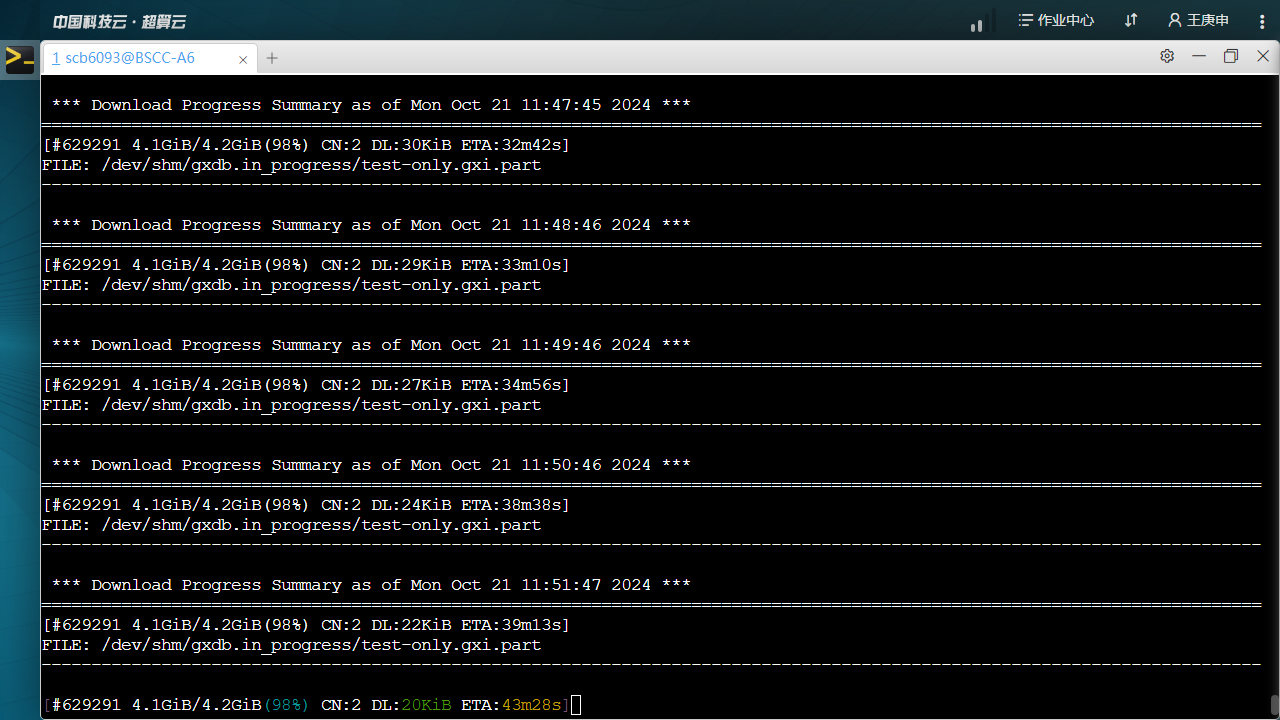 中国科技云·超算云
作业中心
王庚申
1 scb6093@BSCC-A6
*** Download Progress Summary as of Mon Oct 21 11:47:45 2024 ***
==========================================================================================================================
[#629291 4.1GiB/4.2GiB(98%) CN:2 DL:30KiB ETA:32m42s]
FILE: /dev/shm/gxdb.in_progress/test-only.gxi.part
--------------------------------------------------------------------------------------------------------------------------
*** Download Progress Summary as of Mon Oct 21 11:48:46 2024 ***
==========================================================================================================================
[#629291 4.1GiB/4.2GiB(98%) CN:2 DL:29KiB ETA:33m10s]
FILE: /dev/shm/gxdb.in_progress/test-only.gxi.part
--------------------------------------------------------------------------------------------------------------------------
*** Download Progress Summary as of Mon Oct 21 11:49:46 2024 ***
==========================================================================================================================
[#629291 4.1GiB/4.2GiB(98%) CN:2 DL:27KiB ETA:34m56s]
FILE: /dev/shm/gxdb.in_progress/test-only.gxi.part
--------------------------------------------------------------------------------------------------------------------------
*** Download Progress Summary as of Mon Oct 21 11:50:46 2024 ***
==========================================================================================================================
[#629291 4.1GiB/4.2GiB(98%) CN:2 DL:24KiB ETA:38m38s]
FILE: /dev/shm/gxdb.in_progress/test-only.gxi.part
--------------------------------------------------------------------------------------------------------------------------
*** Download Progress Summary as of Mon Oct 21 11:51:47 2024 ***
==========================================================================================================================
[#629291 4.1GiB/4.2GiB(98%) CN:2 DL:22KiB ETA:39m13s]
FILE: /dev/shm/gxdb.in_progress/test-only.gxi.part
--------------------------------------------------------------------------------------------------------------------------
[#629291 4.1GiB/4.2GiB(98%) CN:2 DL:20KiB ETA:43m28s]